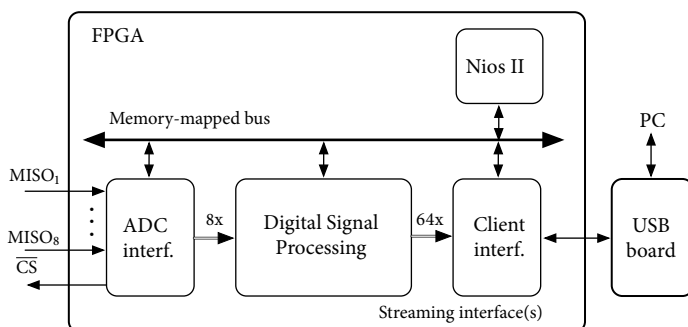 FPGA
Nios II
Memory-mapped bus
PC
MISO₁
MISO₈
CS
ADC
interf.
8x
Digital Signal
Processing
64x
Client
interf.
USB
board
Streaming interface(s)